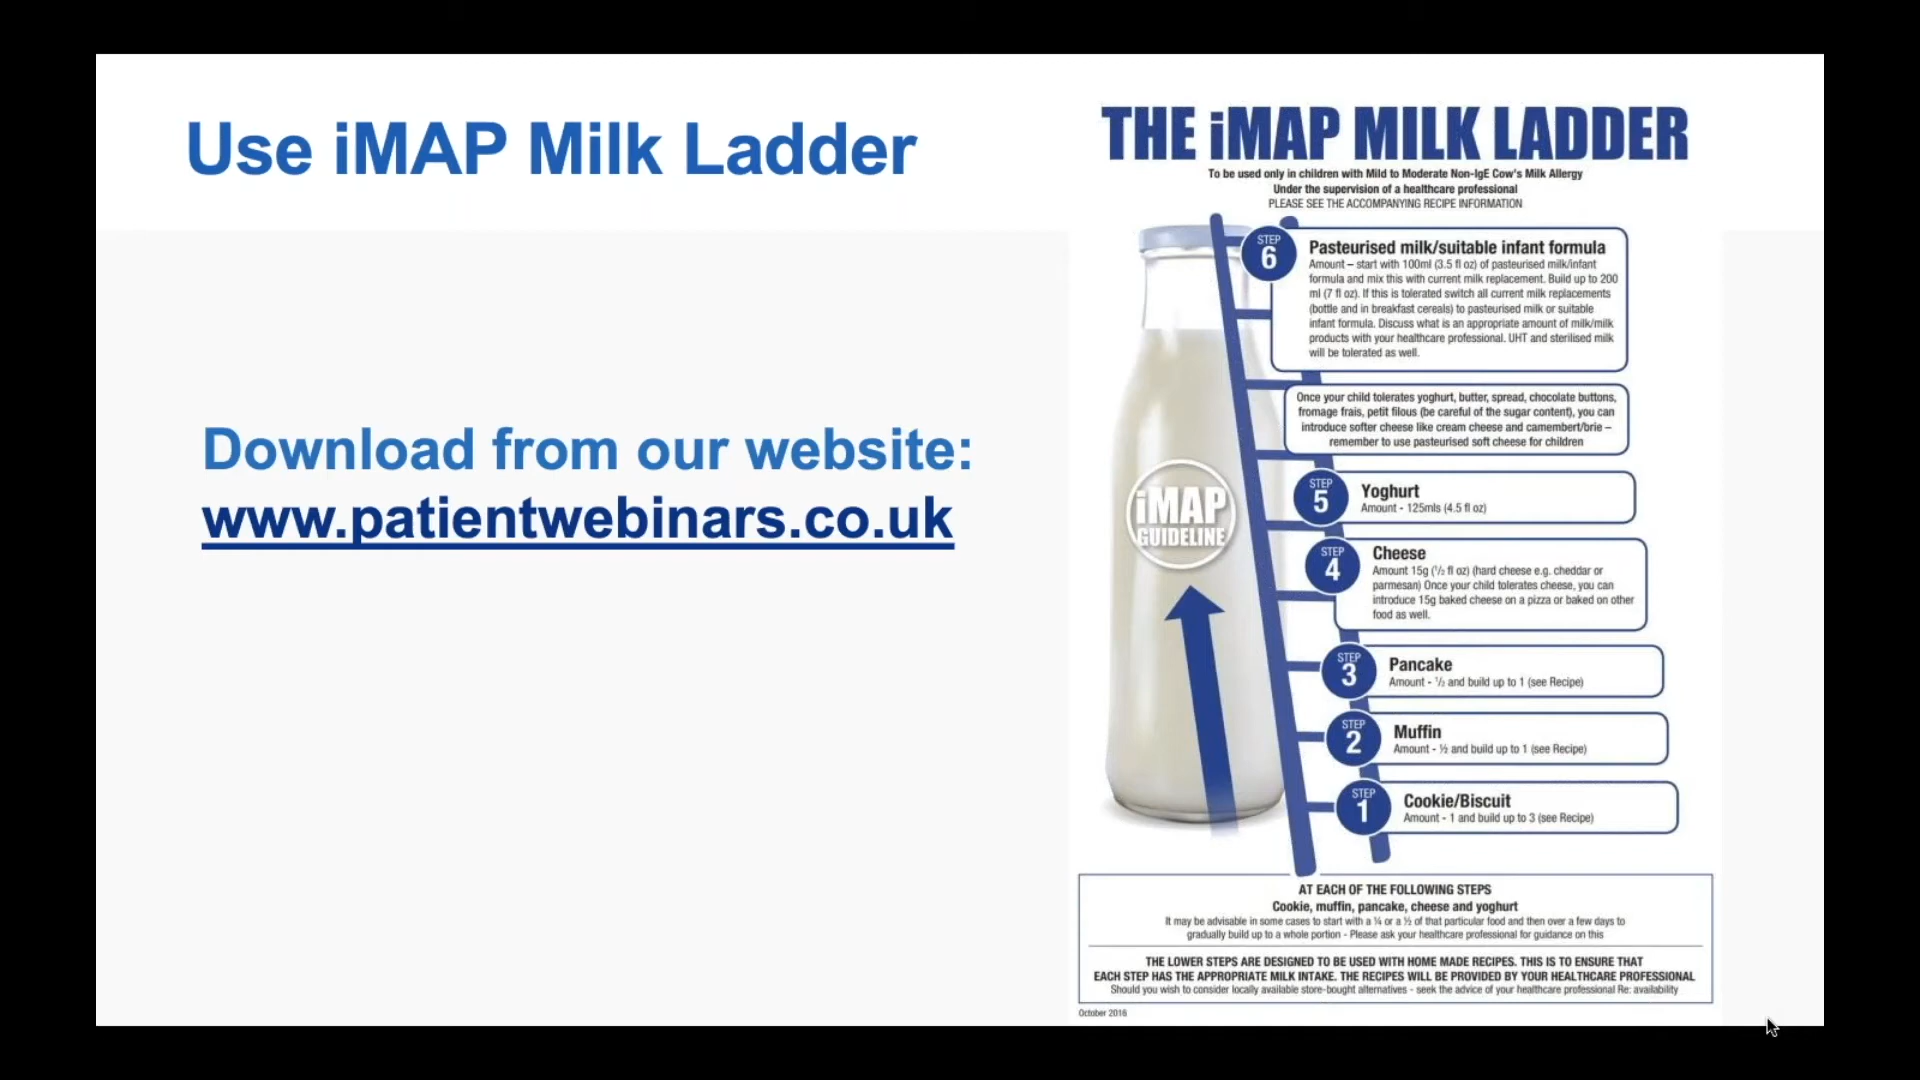 Use iMAP Milk Ladder
Download from our website:
www.patientwebinars.co.uk
THE iMAP MILK LADDER
To be used only in children with Mild to Moderate Non-IgE Cow's Milk Allergy
Under the supervision of a healthcare professional
PLEASE SEE THE ACCOMPANYING RECIPE INFORMATION
STEP
6
Pasteurised milk/suitable infant formula
Amount – start with 100ml (3.5 fl oz) of pasteurised milk/infant
formula and mix this with current milk replacement. Build up to 200
ml (7 fl oz). If this is tolerated switch all current milk replacements
(bottle and in breakfast cereals) to pasteurised milk or suitable
infant formula. Discuss what is an appropriate amount of milk/milk
products with your healthcare professional. UHT and sterilised milk
will be tolerated as well.
Once your child tolerates yoghurt, butter, spread, chocolate buttons,
fromage frais, petit filous (be careful of the sugar content), you can
introduce softer cheese like cream cheese and camembert/brie –
remember to use pasteurised soft cheese for children
STEP
5
Yoghurt
Amount - 125mls (4.5 fl oz)
iMAP
GUIDELINE
STEP
4
Cheese
Amount 15g (½ fl oz) (hard cheese e.g. cheddar or
parmesan) Once your child tolerates cheese, you can
introduce 15g baked cheese on a pizza or baked on other
food as well.
STEP
3
Pancake
Amount - ½ and build up to 1 (see Recipe)
STEP
2
Muffin
Amount - ½ and build up to 1 (see Recipe)
STEP
1
Cookie/Biscuit
Amount - 1 and build up to 3 (see Recipe)
AT EACH OF THE FOLLOWING STEPS
Cookie, muffin, pancake, cheese and yoghurt
It may be advisable in some cases to start with a ¼ or a ½ of that particular food and then over a few days to
gradually build up to a whole portion - Please ask your healthcare professional for guidance on this
THE LOWER STEPS ARE DESIGNED TO BE USED WITH HOME MADE RECIPES. THIS IS TO ENSURE THAT
EACH STEP HAS THE APPROPRIATE MILK INTAKE. THE RECIPES WILL BE PROVIDED BY YOUR HEALTHCARE PROFESSIONAL
Should you wish to consider locally available store-bought alternatives - seek the advice of your healthcare professional Re: availability
October 2016